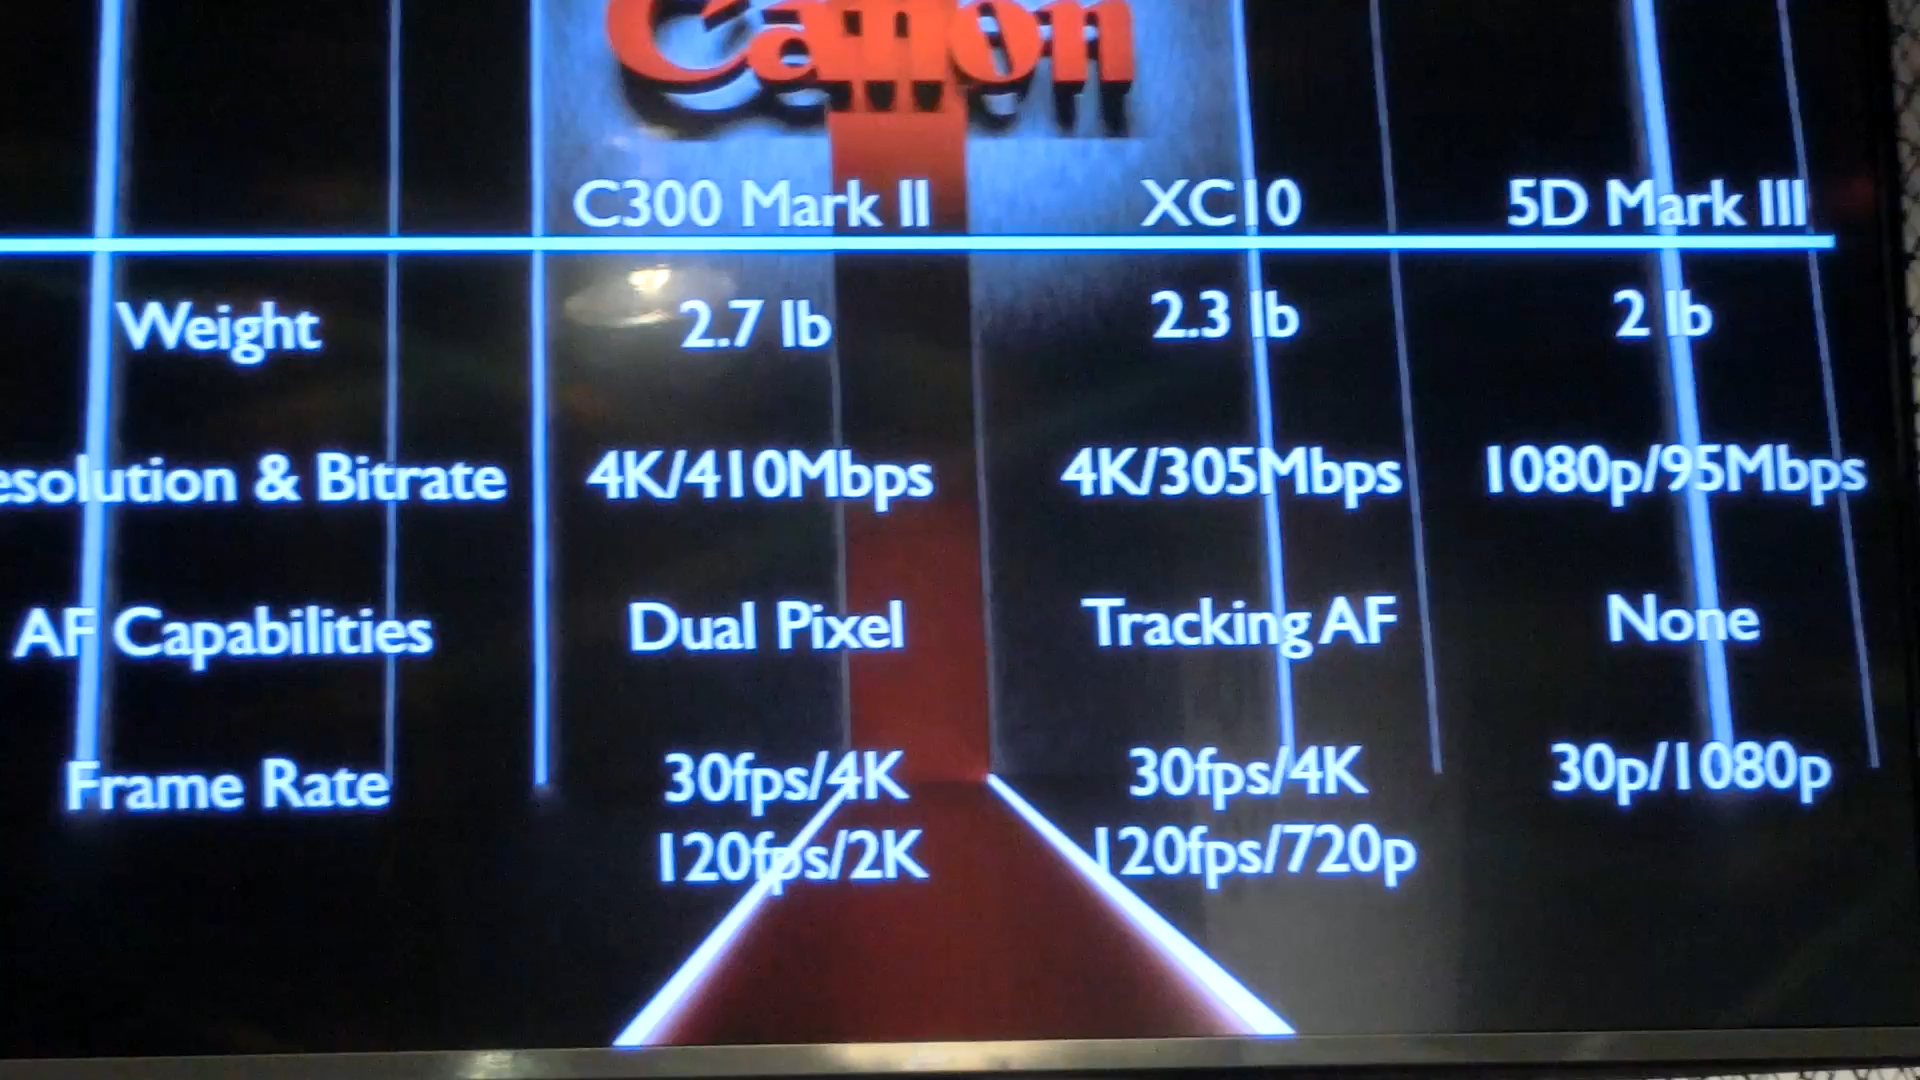 Canon
C300 Mark II XC10 5D Mark III
Weight 2.7 lb 2.3 lb 2 lb
esolution & Bitrate 4K/410Mbps 4K/305Mbps 1080p/95Mbps
AF Capabilities Dual Pixel Tracking AF None
Frame Rate 30fps/4K 30fps/4K 30p/1080p
120fps/2K 120fps/720p